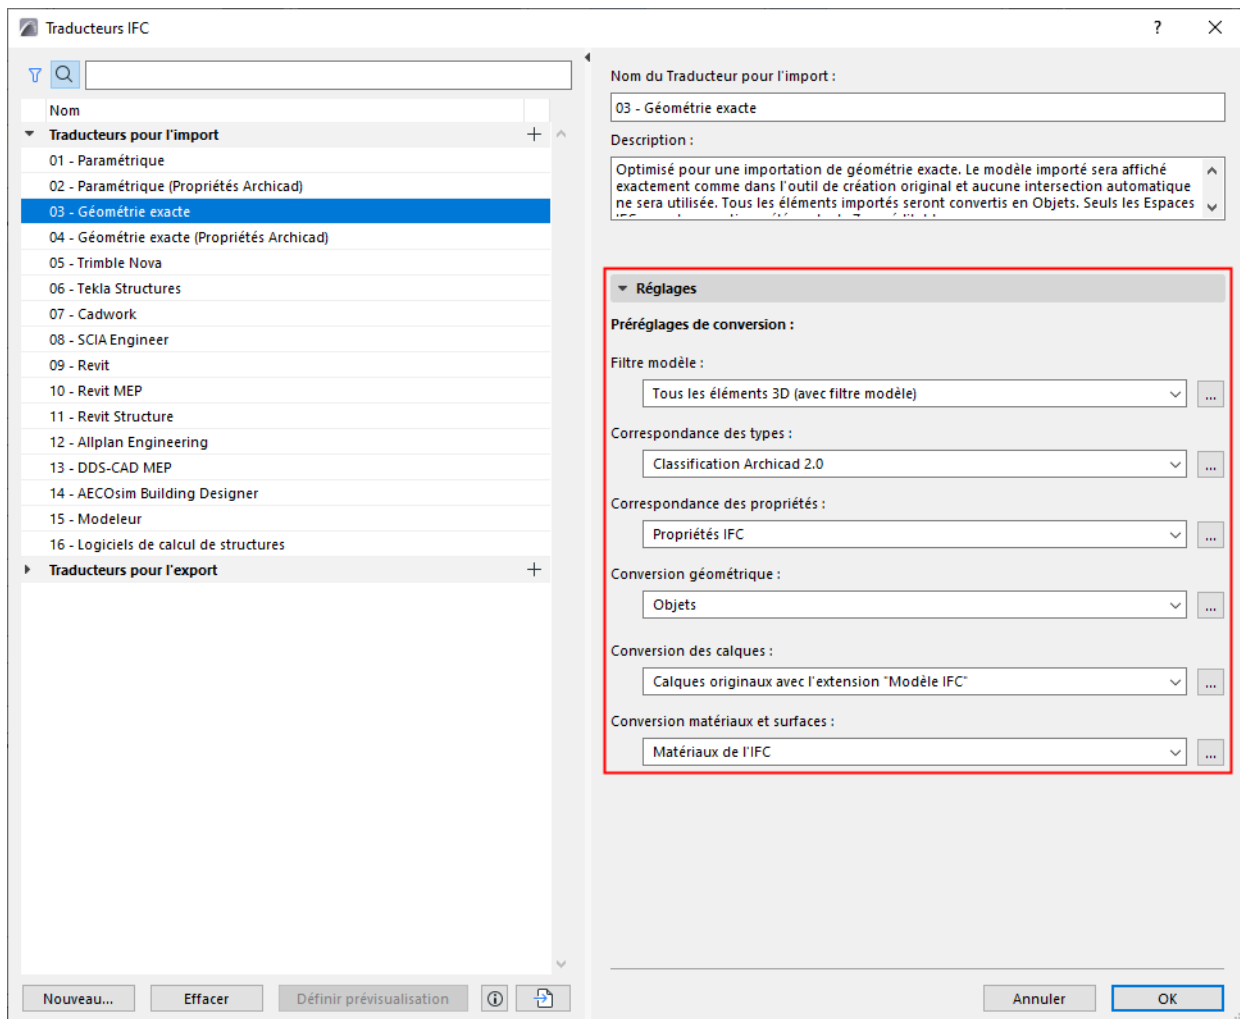 Traducteurs IFC
?
Nom
Traducteurs pour l'import
01 - Paramétrique
02 - Paramétrique (Propriétés Archicad)
03 - Géométrie exacte
04 - Géométrie exacte (Propriétés Archicad)
05 - Trimble Nova
06 - Tekla Structures
07 - Cadwork
08 - SCIA Engineer
09 - Revit
10 - Revit MEP
11 - Revit Structure
12 - Allplan Engineering
13 - DDS-CAD MEP
14 - AECOsim Building Designer
15 - Modeleur
16 - Logiciels de calcul de structures
Traducteurs pour l'export
Nouveau...
Effacer
Définir prévisualisation
Nom du Traducteur pour l'import :
03 - Géométrie exacte
Description :
Optimisé pour une importation de géométrie exacte. Le modèle importé sera affiché
exactement comme dans l'outil de création original et aucune intersection automatique
ne sera utilisée. Tous les éléments importés seront convertis en Objets. Seuls les Espaces
Réglages
Préréglages de conversion :
Filtre modèle :
Tous les éléments 3D (avec filtre modèle)
...
Correspondance des types :
Classification Archicad 2.0
...
Correspondance des propriétés :
Propriétés IFC
...
Conversion géométrique :
Objets
...
Conversion des calques :
Calques originaux avec l'extension "Modèle IFC"
...
Conversion matériaux et surfaces :
Matériaux de l'IFC
...
Annuler
OK